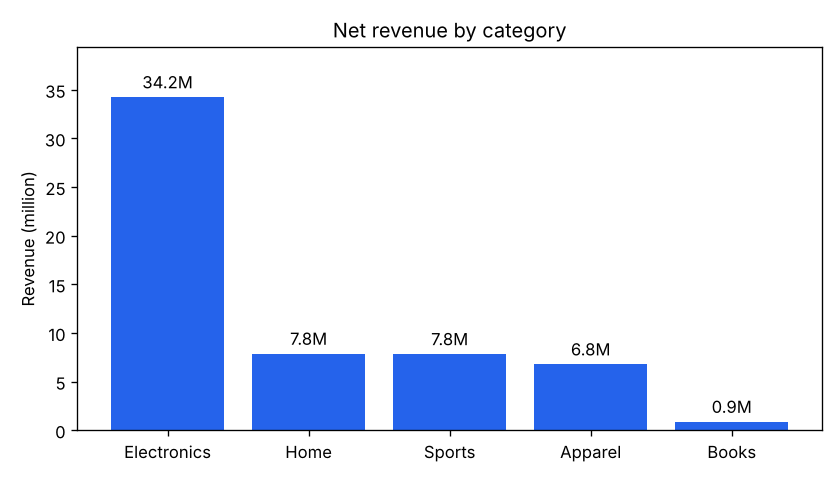 Net revenue by category
Revenue (million)
35
30
25
20
15
10
5
0
34.2M
7.8M
7.8M
6.8M
0.9M
Electronics
Home
Sports
Apparel
Books